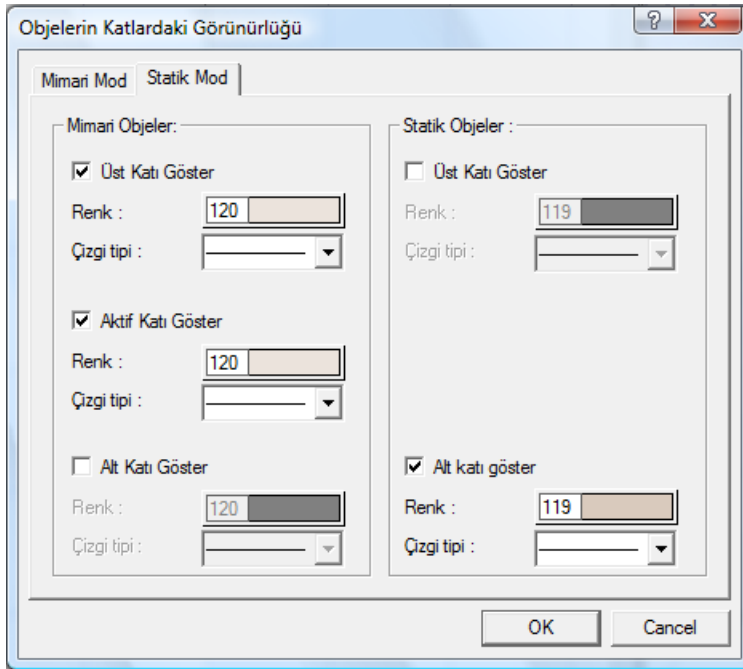 Objelerin Katlardaki Görünürlüğü
Mimari Mod
Statik Mod
Mimari Objeler:
Üst Katı Göster
Renk :
120
Çizgi tipi :
Aktif Katı Göster
Renk :
120
Çizgi tipi :
Alt Katı Göster
Renk :
120
Çizgi tipi :
Statik Objeler :
Üst Katı Göster
Renk :
119
Çizgi tipi :
Alt katı göster
Renk :
119
Çizgi tipi :
OK
Cancel